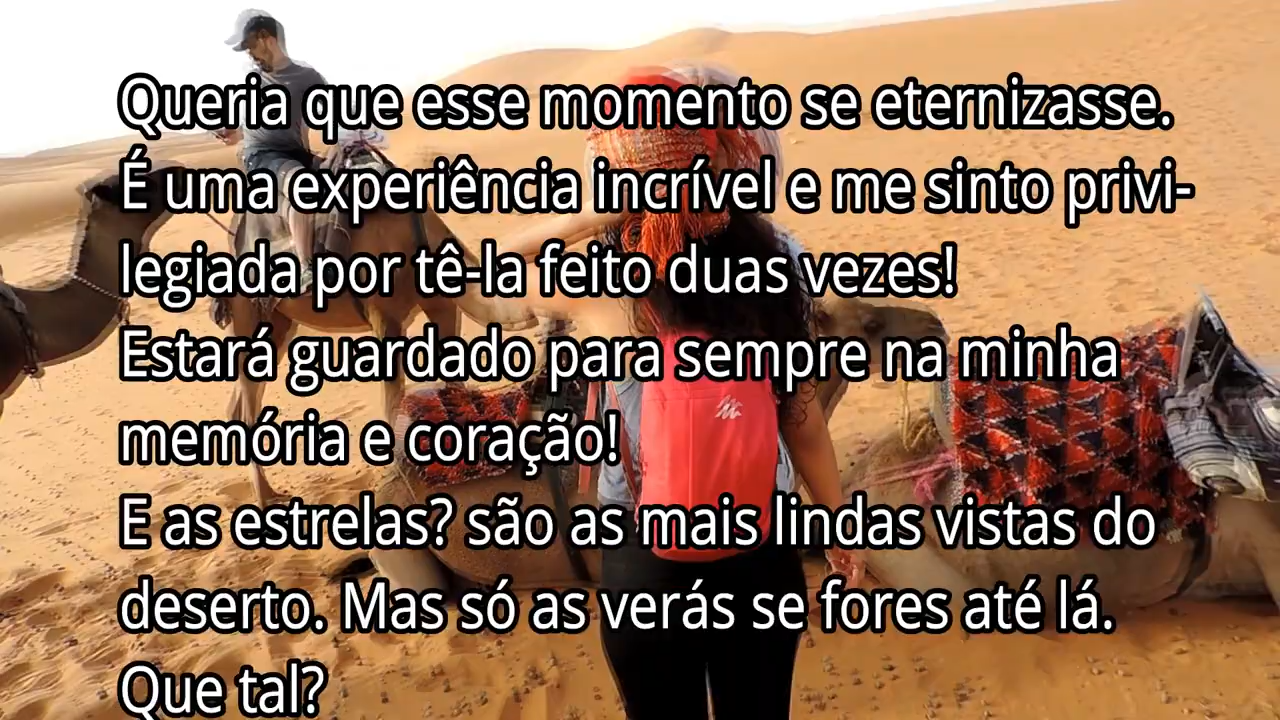 Queria que esse momento se eternizasse.
É uma experiência incrível e me sinto privi-
legiada por tê-la feito duas vezes!
Estará guardado para sempre na minha
memória e coração!
E as estrelas? são as mais lindas vistas do
deserto. Mas só as verás se fores até lá.
Que tal?